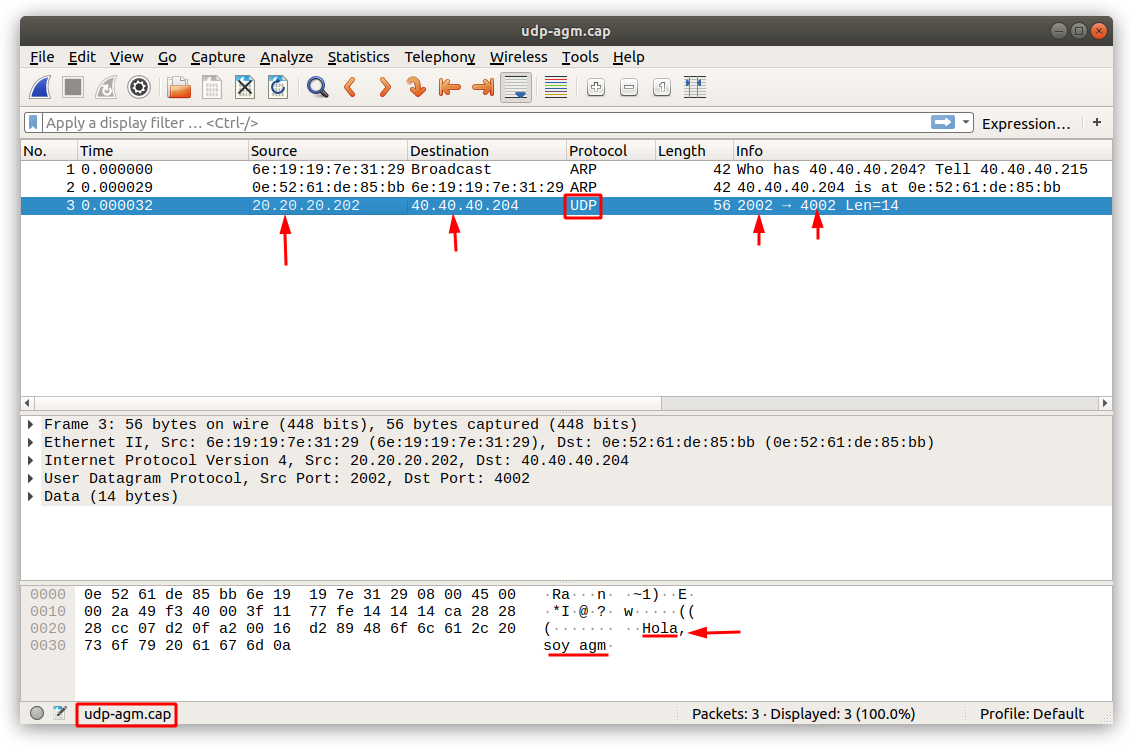 udp-agm.cap
File Edit View Go Capture Analyze Statistics Telephony Wireless Tools Help
Apply a display filter … <Ctrl-/> Expression… +
No. Time Source Destination Protocol Length Info
1 0.000000 6e:19:19:7e:31:29 Broadcast ARP 42 Who has 40.40.40.204? Tell 40.40.40.215
2 0.000029 0e:52:61:de:85:bb 6e:19:19:7e:31:29 ARP 42 40.40.40.204 is at 0e:52:61:de:85:bb
3 0.000032 20.20.20.202 40.40.40.204 UDP 56 2002 → 4002 Len=14
Frame 3: 56 bytes on wire (448 bits), 56 bytes captured (448 bits)
Ethernet II, Src: 6e:19:19:7e:31:29 (6e:19:19:7e:31:29), Dst: 0e:52:61:de:85:bb (0e:52:61:de:85:bb)
Internet Protocol Version 4, Src: 20.20.20.202, Dst: 40.40.40.204
User Datagram Protocol, Src Port: 2002, Dst Port: 4002
Data (14 bytes)
0000 0e 52 61 de 85 bb 6e 19 19 7e 31 29 08 00 45 00 ·Ra···n· ·~1)··E·
0010 00 2a 49 f3 40 00 3f 11 77 fe 14 14 14 ca 28 28 ·*I·@·?· w·····((
0020 28 cc 07 d2 0f a2 00 16 d2 89 48 6f 6c 61 2c 20 (······· ··Hola,
0030 73 6f 79 20 61 67 6d 0a soy agm·
udp-agm.cap Packets: 3 · Displayed: 3 (100.0%) Profile: Default